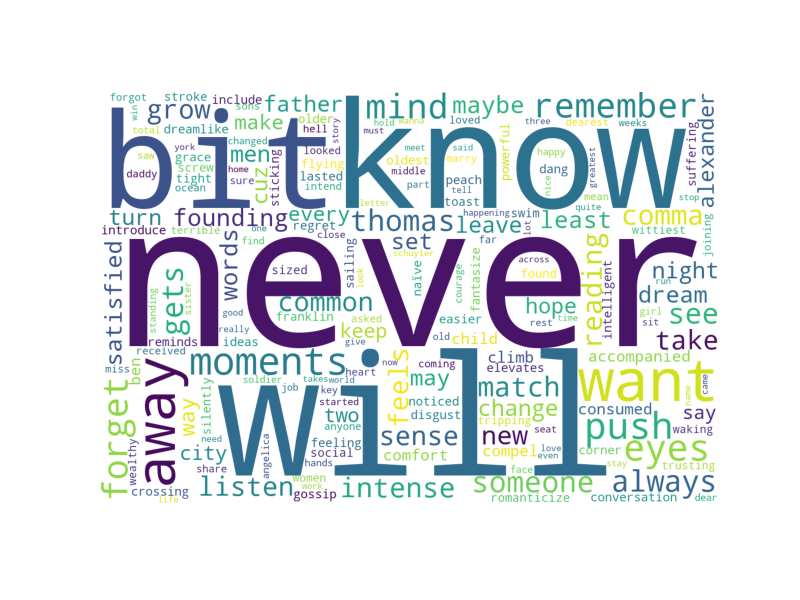 forgot stroke include father mind maybe remember
win sons older hold wanna loved three dearest weeks
grow bit know
total dreamlike make hell changed story must meet said powerful happy greatest
saw york grace men cuz looked marry dang suffering alexander
daddy screw home flying oldest middle tell nice mean stop
tight sure lasted part peach quite
ocean sticking intend letter toast happening swim lot wittiest
turn founding every regret thomas leave least comma joining
introduce terrible one close schuyler far across
satisfied find words sized sailing set naïve found reading night
standing sister look courage fantasize intelligent run
never
gets good common hope girl dream see
reminds really franklin asked keep old easier rest time sit take
miss received ideas give child
ben moments now coming climb elevates accompanied
forget away soldier job takes world heart feels may match want
wealthy way silently key started noticed change consumed name came say
will
two disgust tripping push
need anyone sense new seat corner waking
city angelica feeling comfort compel love even eyes
share social hands face stay trusting
crossing listen women gossip intense someone always
life work romanticize conversation dear